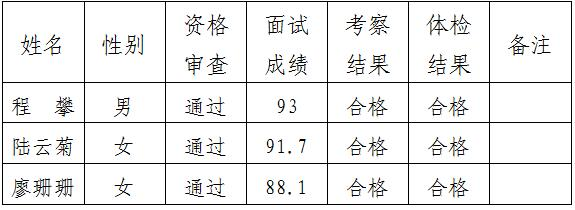 姓名 性别 资格审查 面试成绩 考察结果 体检结果 备注
程 攀 男 通过 93 合格 合格
陆云菊 女 通过 91.7 合格 合格
廖珊珊 女 通过 88.1 合格 合格